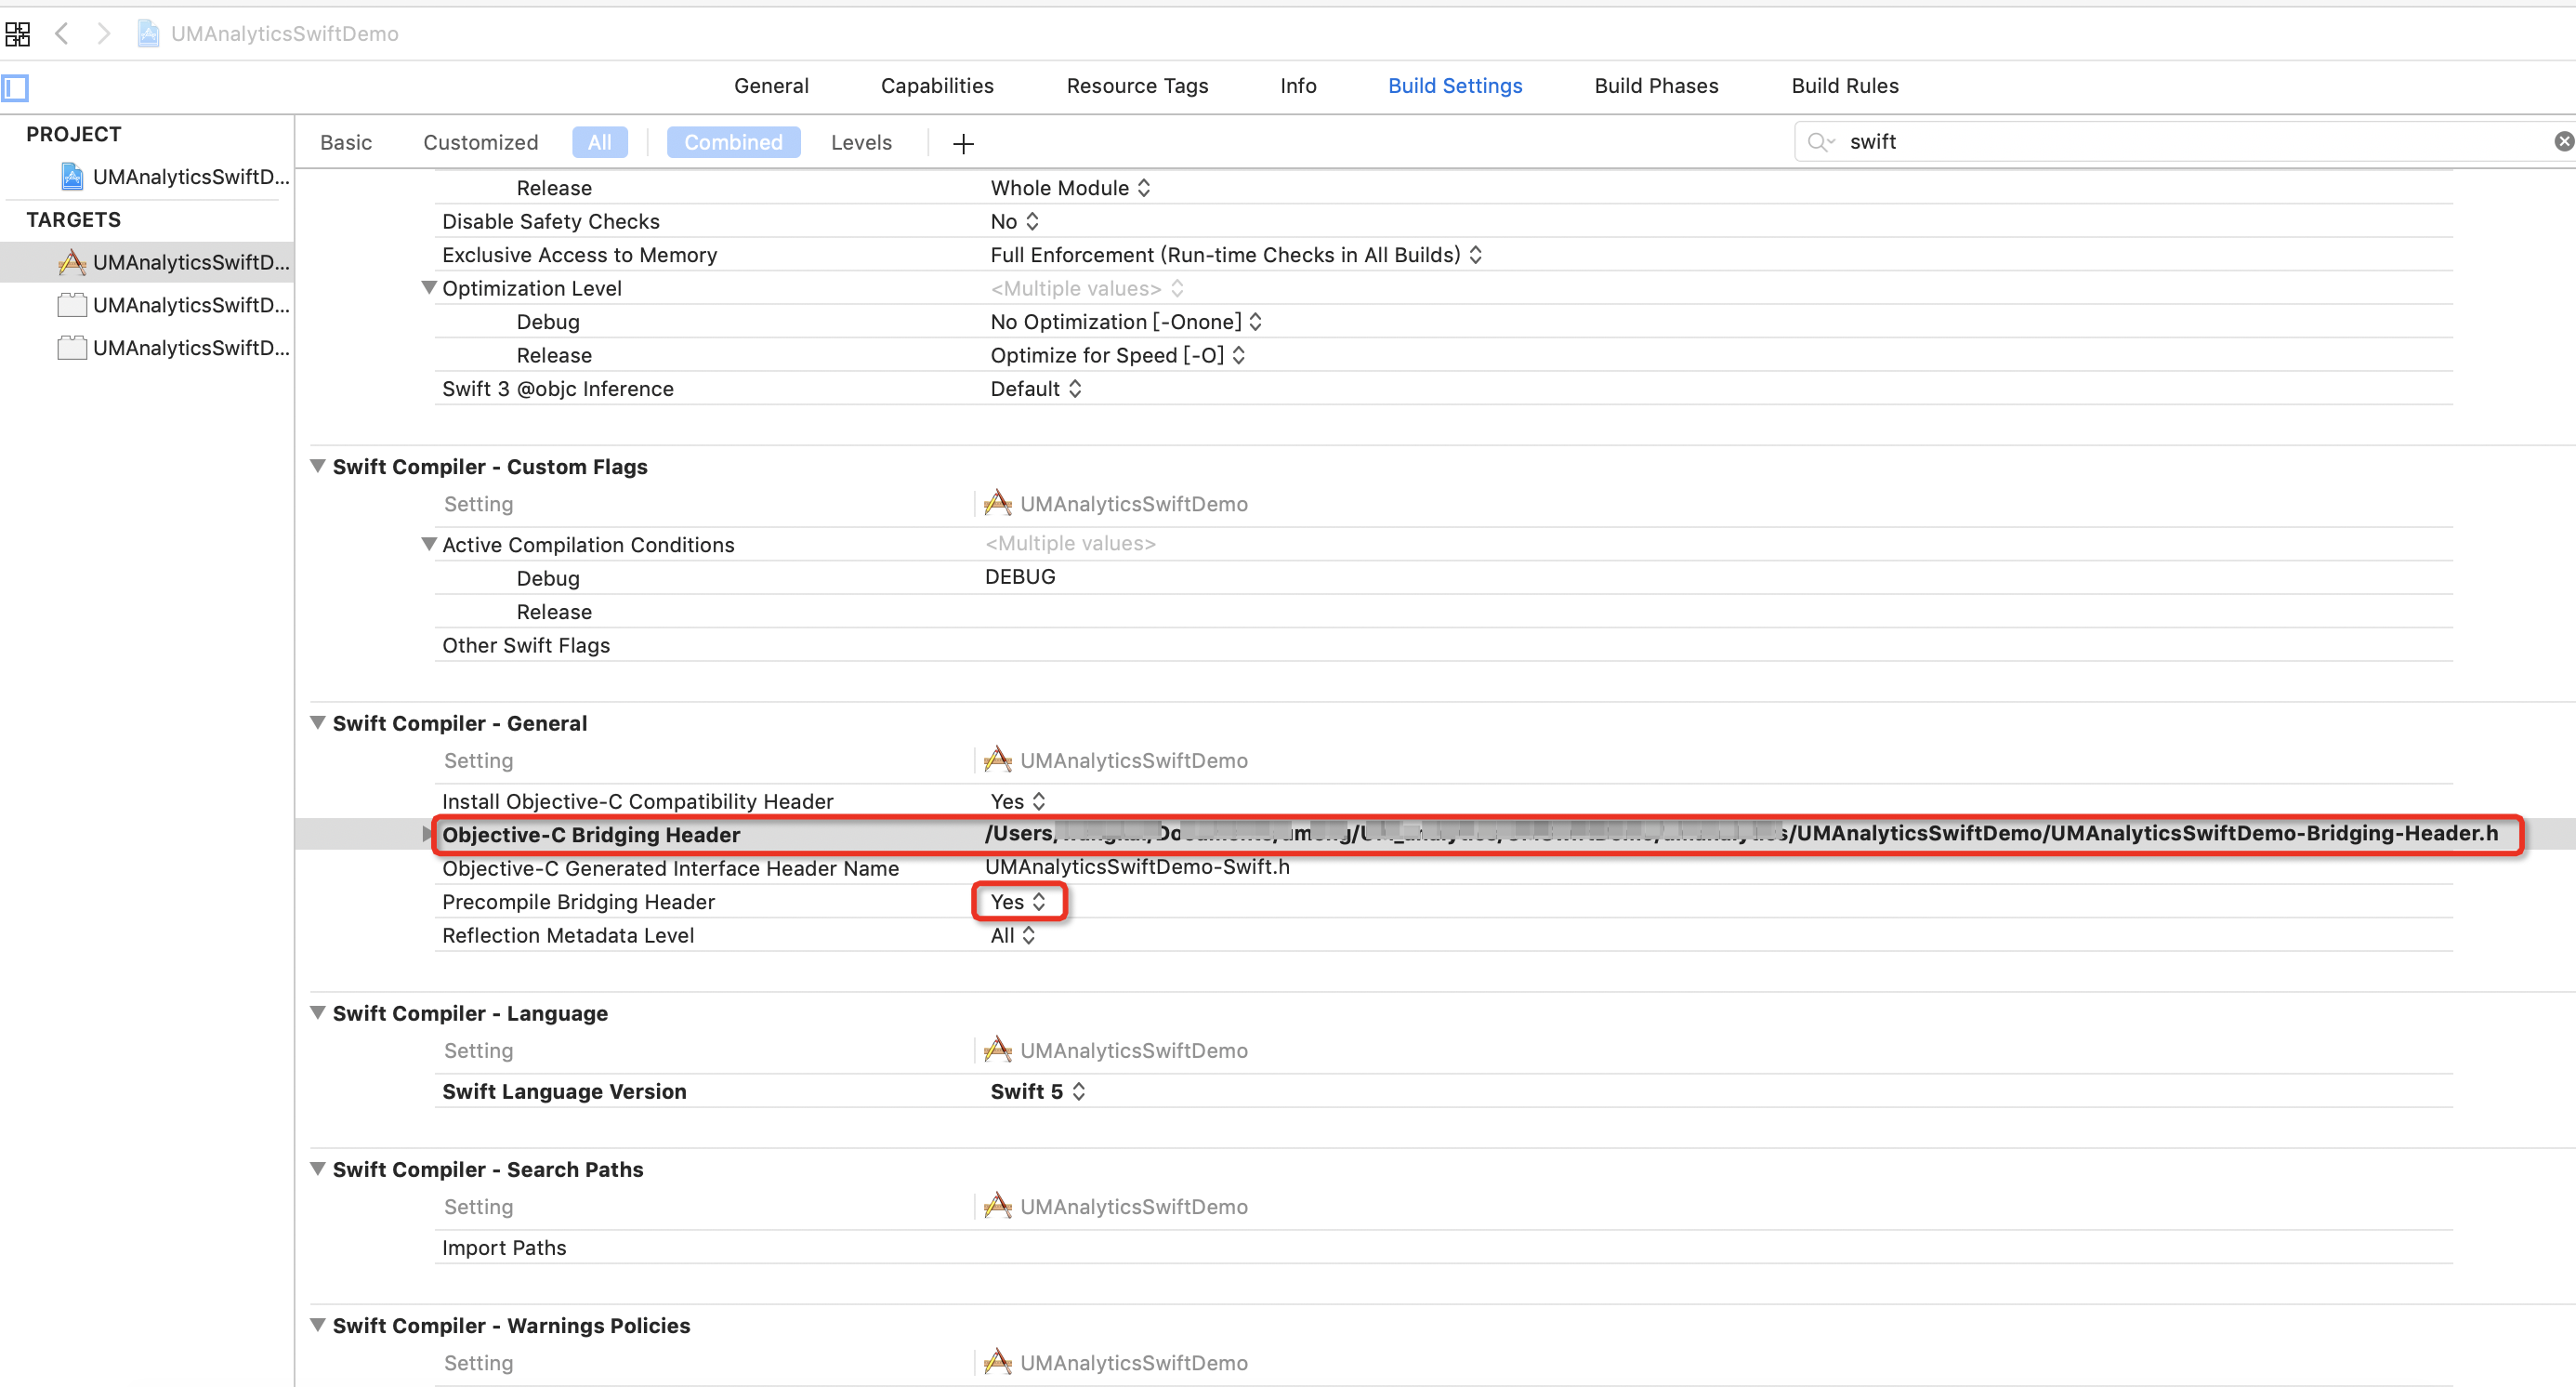 UMAnalyticsSwiftDemo
General Capabilities Resource Tags Info Build Settings Build Phases Build Rules
PROJECT
UMAnalyticsSwiftD...
TARGETS
UMAnalyticsSwiftD...
UMAnalyticsSwiftD...
UMAnalyticsSwiftD...
Basic Customized All Combined Levels + swift
Release Whole Module
Disable Safety Checks No
Exclusive Access to Memory Full Enforcement (Run-time Checks in All Builds)
Optimization Level <Multiple values>
Debug No Optimization [-Onone]
Release Optimize for Speed [-O]
Swift 3 @objc Inference Default
Swift Compiler - Custom Flags
Setting UMAnalyticsSwiftDemo
Active Compilation Conditions <Multiple values>
Debug DEBUG
Release
Other Swift Flags
Swift Compiler - General
Setting UMAnalyticsSwiftDemo
Install Objective-C Compatibility Header Yes
Objective-C Bridging Header /Users/ /UMAnalyticsSwiftDemo/UMAnalyticsSwiftDemo-Bridging-Header.h
Objective-C Generated Interface Header Name UMAnalyticsSwiftDemo-Swift.h
Precompile Bridging Header Yes
Reflection Metadata Level All
Swift Compiler - Language
Setting UMAnalyticsSwiftDemo
Swift Language Version Swift 5
Swift Compiler - Search Paths
Setting UMAnalyticsSwiftDemo
Import Paths
Swift Compiler - Warnings Policies
Setting UMAnalyticsSwiftDemo